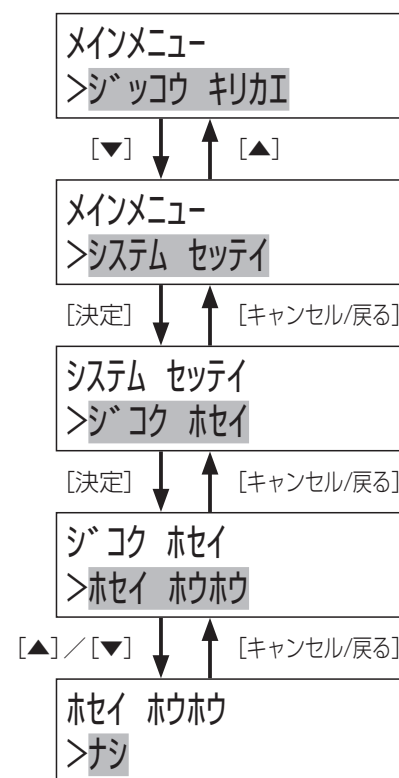 メインメニュー
>ジッコウ キリカエ
[▼] [▲]
メインメニュー
>システム セッテイ
[決定] [キャンセル/戻る]
システム セッテイ
>ジコク ホセイ
[決定] [キャンセル/戻る]
ジコク ホセイ
>ホセイ ホウホウ
[▲]/[▼] [キャンセル/戻る]
ホセイ ホウホウ
>ナシ